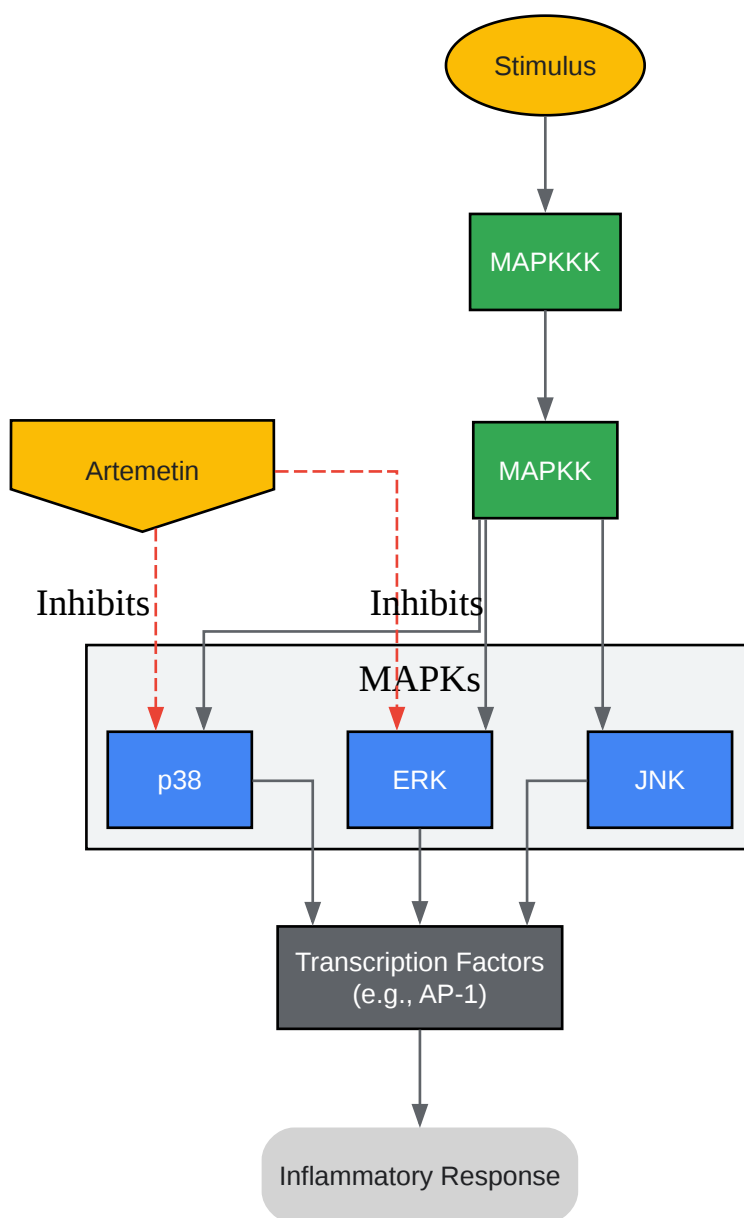 Stimulus
MAPKKK
MAPKK
Artemetin
Inhibits
Inhibits
MAPKs
p38
ERK
JNK
Transcription Factors
(e.g., AP-1)
Inflammatory Response